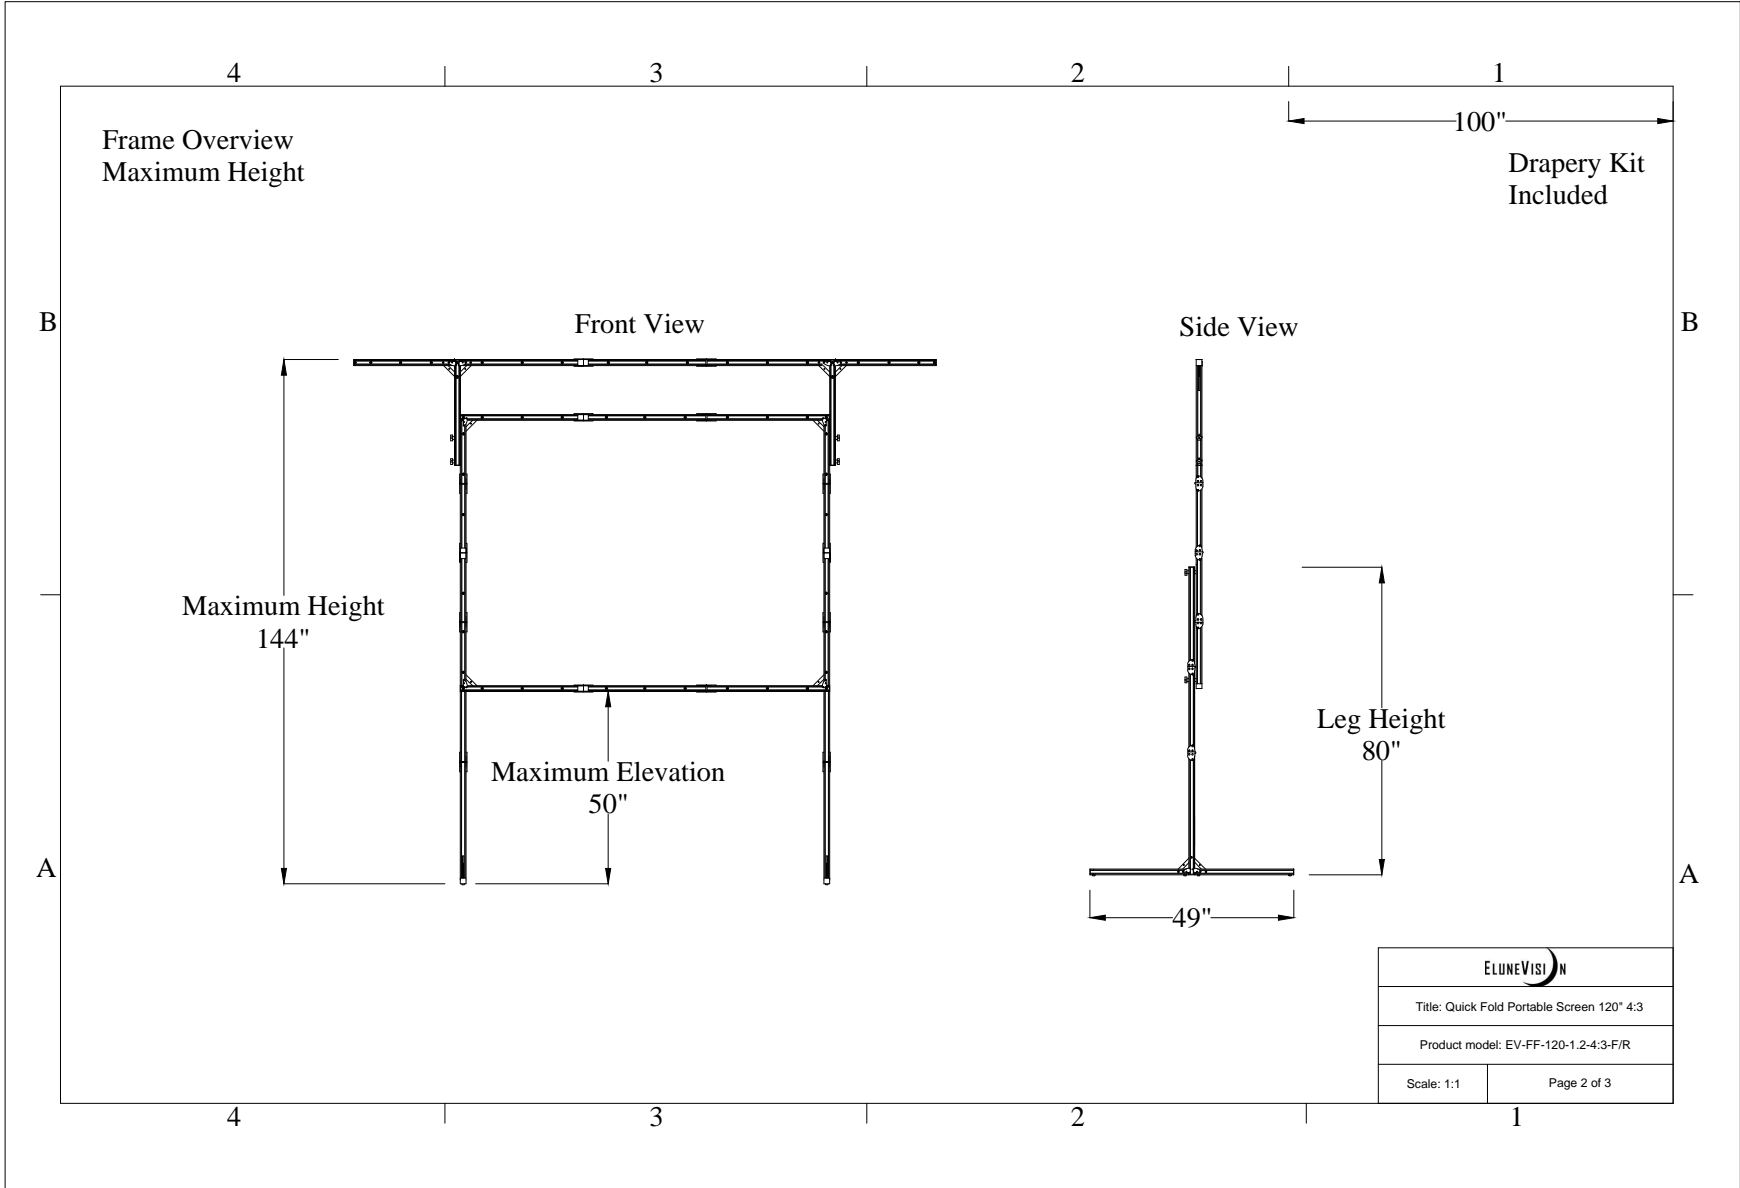 4 3 2 1
100"
Frame Overview
Maximum Height
Drapery Kit
Included
B Front View Side View B
Maximum Height
144"
Leg Height
80"
Maximum Elevation
50"
A A
49"
ELUNEVISION
Title: Quick Fold Portable Screen 120" 4:3
Product model: EV-FF-120-1.2-4:3-F/R
Scale: 1:1 Page 2 of 3
4 3 2 1